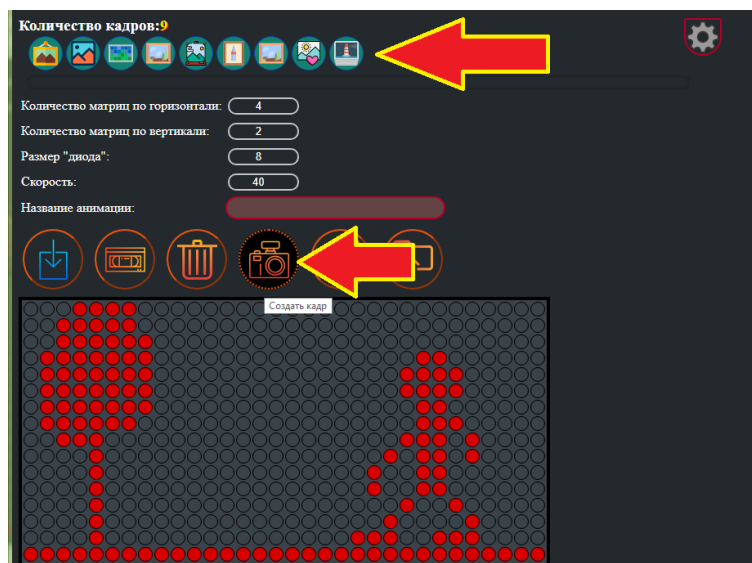 Количество кадров:9
Количество матриц по горизонтали: 4
Количество матриц по вертикали: 2
Размер "диода": 8
Скорость: 40
Название анимации:
Создать кадр